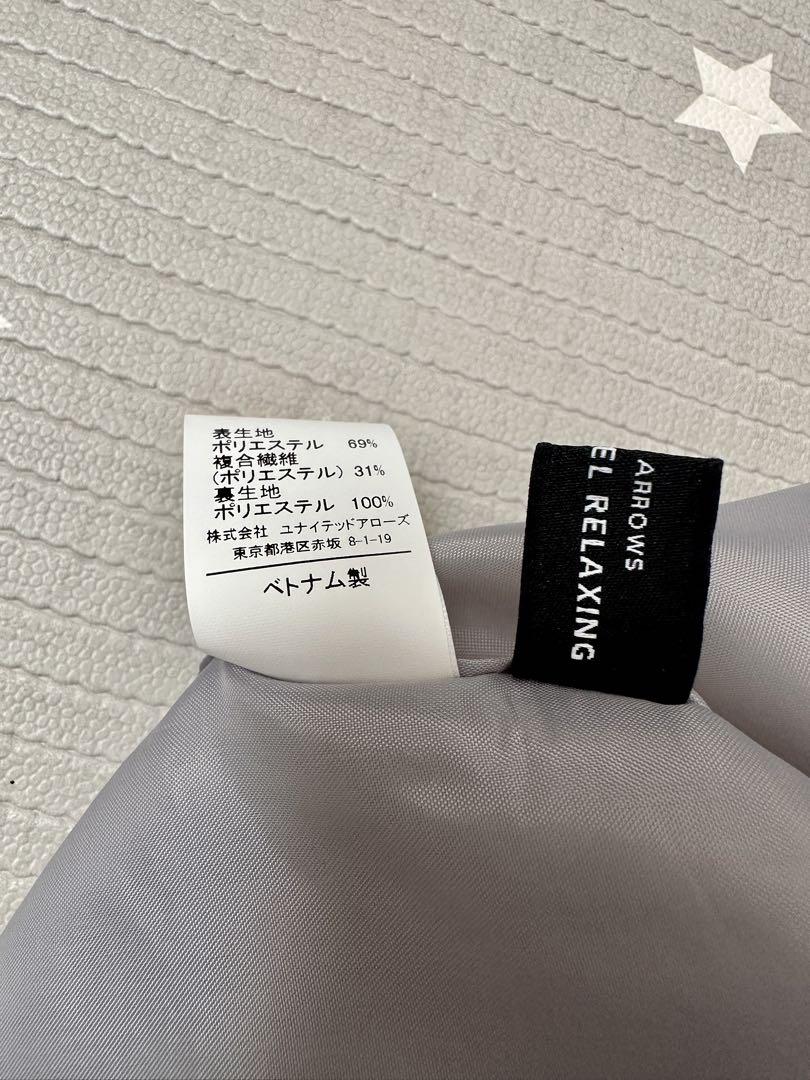 表生地
ポリエステル 69%
複合繊維
(ポリエステル) 31%
裏生地
ポリエステル 100%
株式会社 ユナイテッドアローズ
東京都港区赤坂 8-1-19
ベトナム製
ARROWS
EL RELAXING